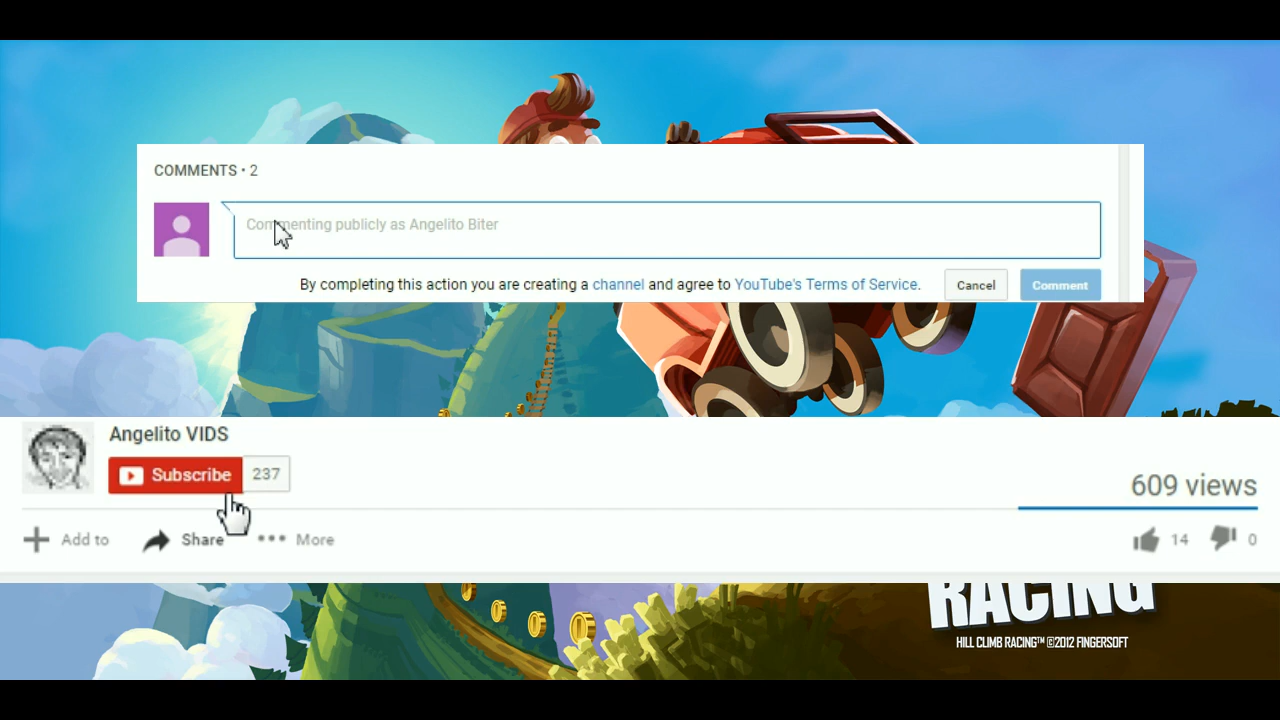 COMMENTS • 2
Commenting publicly as Angelito Biter
By completing this action you are creating a channel and agree to YouTube's Terms of Service.
Cancel
Comment
Angelito VIDS
Subscribe 237
609 views
Add to
Share
More
14
0
RACING
HILL CLIMB RACING™ ©2012 FINGERSOFT